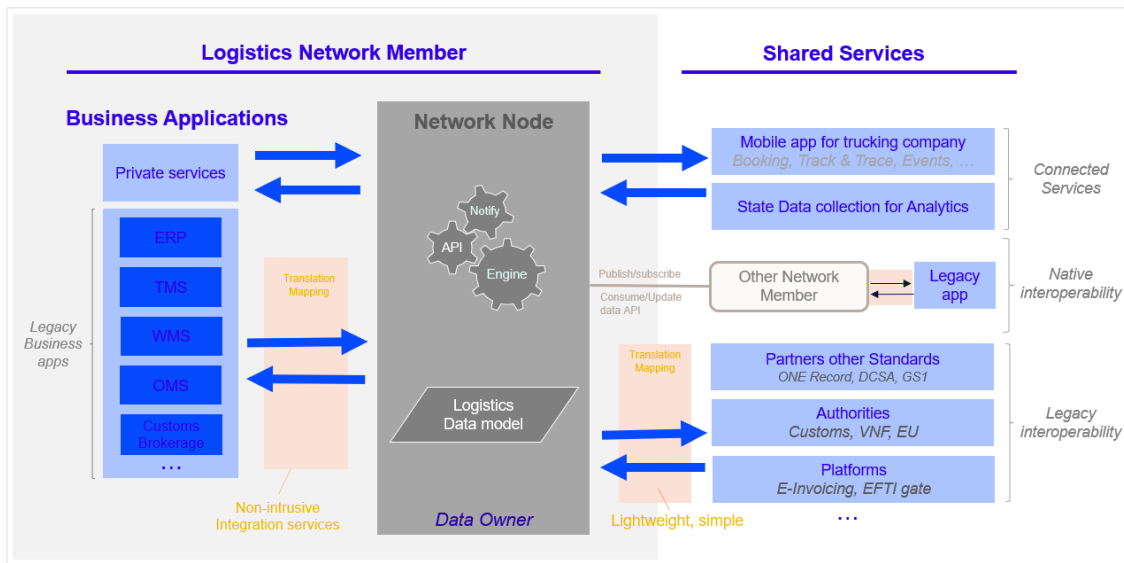 Logistics Network Member
Shared Services
Business Applications
Private services
Legacy
Business
apps
ERP
TMS
WMS
OMS
Customs
Brokerage
...
Translation
Mapping
Non-intrusive
Integration services
Network Node
Notify
API
Engine
Logistics
Data model
Data Owner
Publish/subscribe
Consume/Update
data API
Mobile app for trucking company
Booking, Track & Trace, Events, ...
State Data collection for Analytics
Connected
Services
Other Network
Member
Legacy
app
Native
interoperability
Translation
Mapping
Lightweight, simple
Partners other Standards
ONE Record, DCSA, GS1
Authorities
Customs, VNF, EU
Platforms
E-Invoicing, EFTI gate
...
Legacy
interoperability